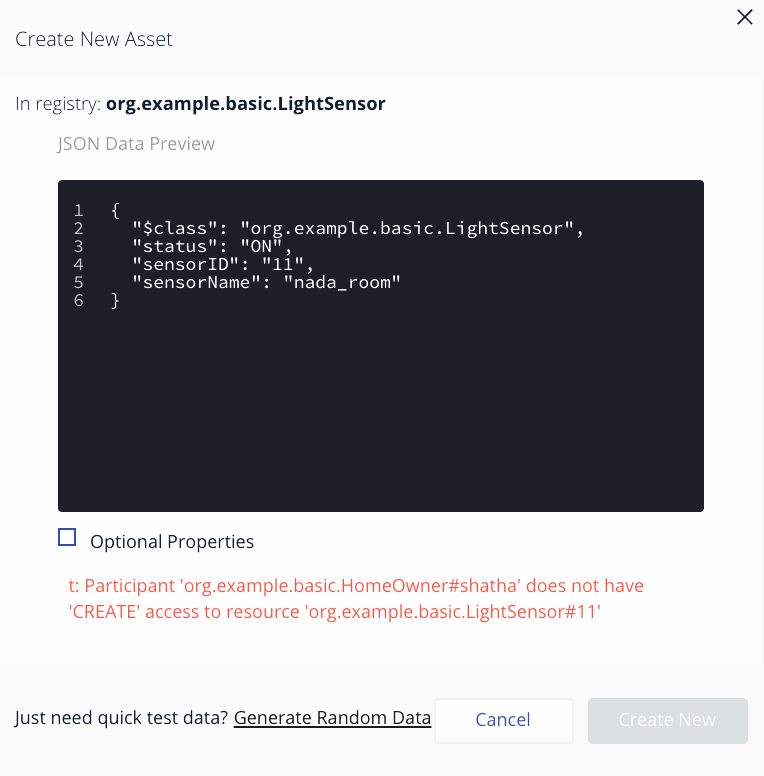 Create New Asset
In registry: org.example.basic.LightSensor
JSON Data Preview
1 {
2 "$class": "org.example.basic.LightSensor",
3 "status": "ON",
4 "sensorID": "11",
5 "sensorName": "nada_room"
6 }
Optional Properties
t: Participant 'org.example.basic.HomeOwner#shatha' does not have
'CREATE' access to resource 'org.example.basic.LightSensor#11'
Just need quick test data? Generate Random Data Cancel Create New